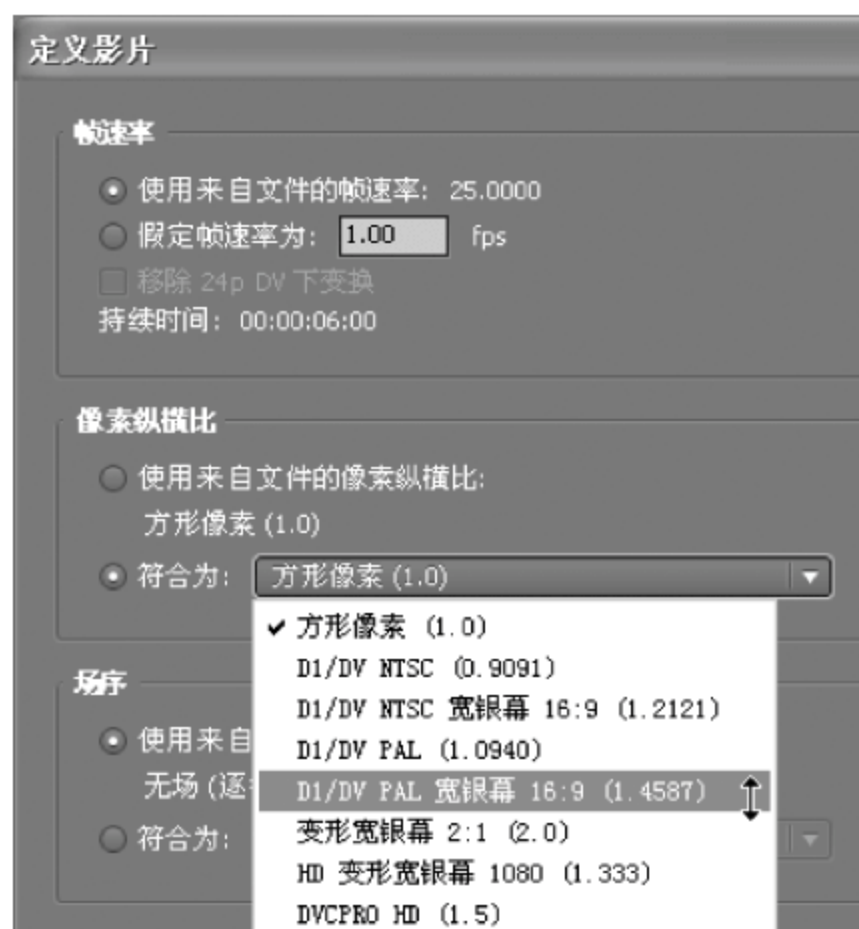 定义影片
帧速率
使用来自文件的帧速率: 25.0000
假定帧速率为: 1.00 fps
移除 24p DV 下变换
持续时间: 00:00:06:00
像素纵横比
使用来自文件的像素纵横比:
方形像素 (1.0)
符合为: 方形像素 (1.0)
方形像素 (1.0)
D1/DV NTSC (0.9091)
场序
D1/DV NTSC 宽银幕 16:9 (1.2121)
使用来自
D1/DV PAL (1.0940)
无场 (逐
D1/DV PAL 宽银幕 16:9 (1.4587)
符合为:
变形宽银幕 2:1 (2.0)
HD 变形宽银幕 1080 (1.333)
DVCPRO HD (1.5)